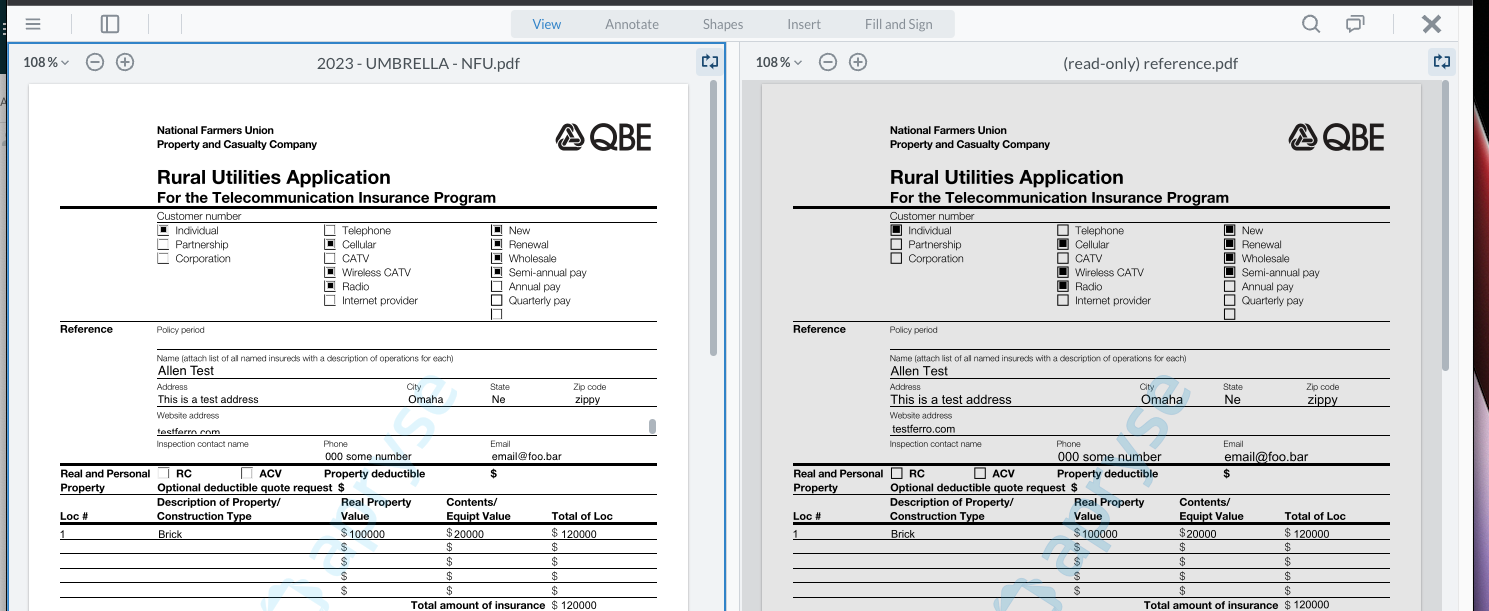 View Annotate Shapes Insert Fill and Sign
108 % 2023 - UMBRELLA - NFU.pdf
National Farmers Union
Property and Casualty Company
QBE
Rural Utilities Application
For the Telecommunication Insurance Program
Customer number
Individual Telephone New
Partnership Cellular Renewal
Corporation CATV Wholesale
Wireless CATV Semi-annual pay
Radio Annual pay
Internet provider Quarterly pay
Reference Policy period
Name (attach list of all named insureds with a description of operations for each)
Allen Test
Address City State Zip code
This is a test address Omaha Ne zippy
Website address
testferro.com
Inspection contact name Phone Email
000 some number email@foo.bar
Real and Personal RC ACV Property deductible $
Property Optional deductible quote request $
Description of Property/ Real Property Contents/
Loc # Construction Type Value Equipt Value Total of Loc
1 Brick $ 100000 $ 20000 $ 120000
$ $ $
$ $ $
$ $ $
$ $ $
Total amount of insurance $ 120000
apryse
108 % (read-only) reference.pdf
National Farmers Union
Property and Casualty Company
QBE
Rural Utilities Application
For the Telecommunication Insurance Program
Customer number
Individual Telephone New
Partnership Cellular Renewal
Corporation CATV Wholesale
Wireless CATV Semi-annual pay
Radio Annual pay
Internet provider Quarterly pay
Reference Policy period
Name (attach list of all named insureds with a description of operations for each)
Allen Test
Address City State Zip code
This is a test address Omaha Ne zippy
Website address
testferro.com
Inspection contact name Phone Email
000 some number email@foo.bar
Real and Personal RC ACV Property deductible $
Property Optional deductible quote request $
Description of Property/ Real Property Contents/
Loc # Construction Type Value Equipt Value Total of Loc
1 Brick $ 100000 $ 20000 $ 120000
$ $ $
$ $ $
$ $ $
$ $ $
Total amount of insurance $ 120000
apryse